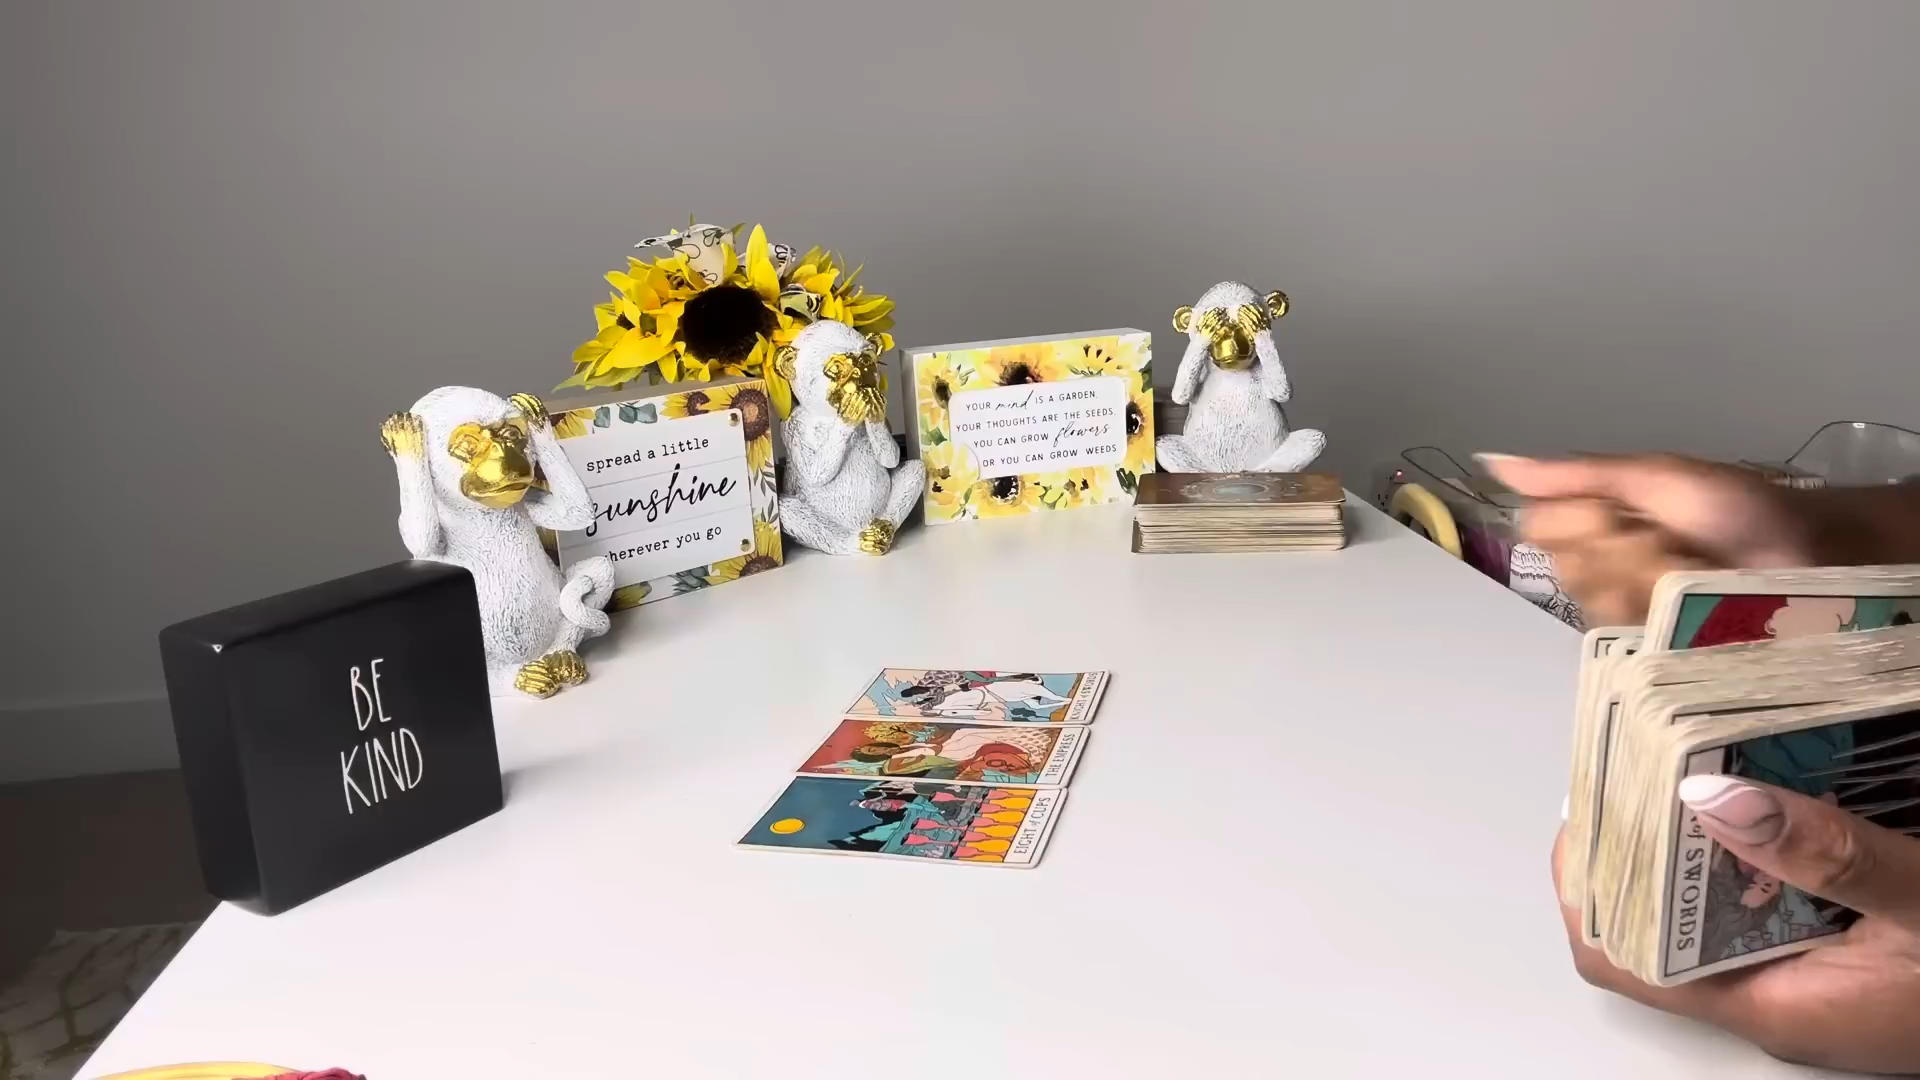 spread a little
sunshine
wherever you go
YOUR mind IS A GARDEN.
YOUR THOUGHTS ARE THE SEEDS.
YOU CAN GROW flowers
OR YOU CAN GROW WEEDS
BE
KIND
KNIGHT of SWORDS
THE EMPRESS
EIGHT of CUPS
of SWORDS